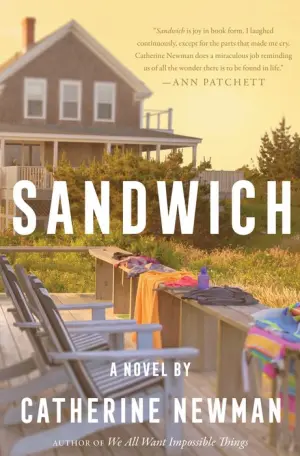 "Sandwich is joy in book form. I laughed
continuously, except for the parts that made me cry.
Catherine Newman does a miraculous job reminding
us of all the wonder there is to be found in life."
—ANN PATCHETT
SANDWICH
A NOVEL BY
CATHERINE NEWMAN
AUTHOR OF We All Want Impossible Things